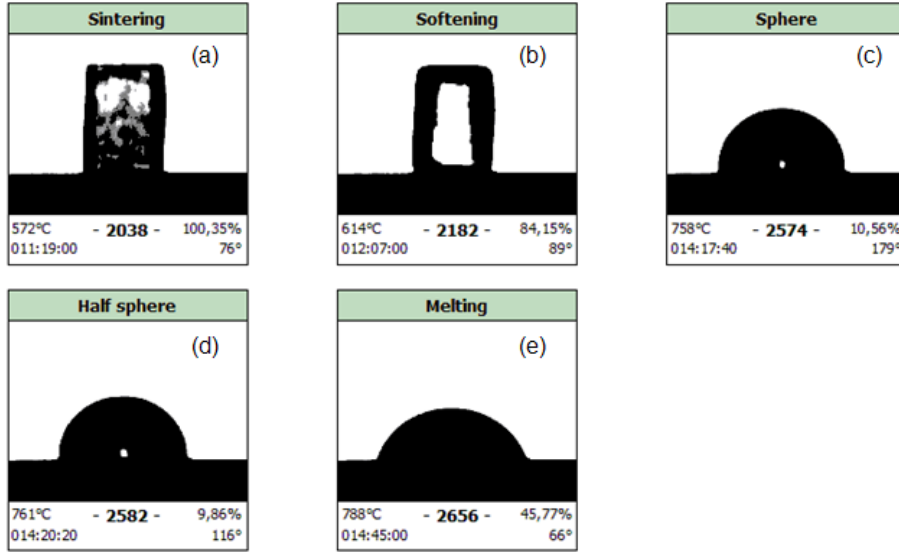 Sintering
(a)
572°C - 2038 - 100,35%
011:19:00 76°
Softening
(b)
614°C - 2182 - 84,15%
012:07:00 89°
Sphere
(c)
758°C - 2574 - 10,56%
014:17:40 179°
Half sphere
(d)
761°C - 2582 - 9,86%
014:20:20 116°
Melting
(e)
788°C - 2656 - 45,77%
014:45:00 66°